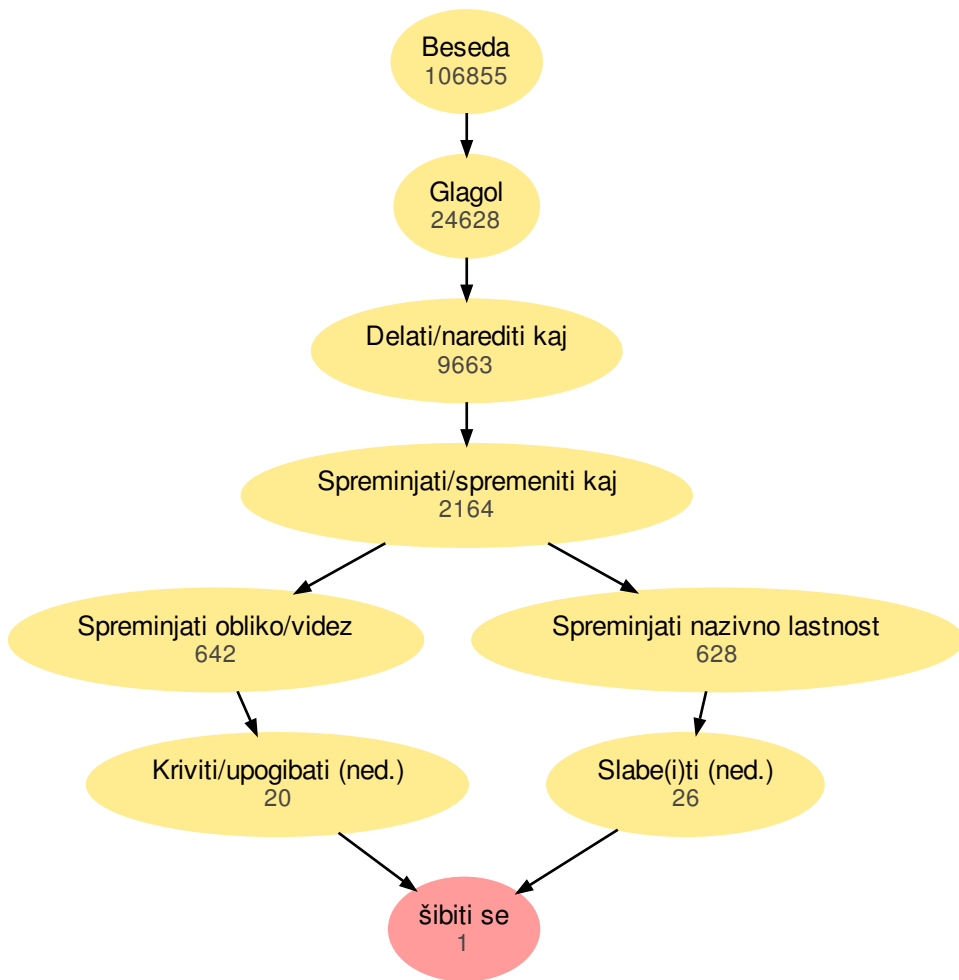 Beseda
106855
Glagol
24628
Delati/narediti kaj
9663
Spreminjati/spremeniti kaj
2164
Spreminjati obliko/videz
642
Spreminjati nazivno lastnost
628
Kriviti/upogibati (ned.)
20
Slabe(i)ti (ned.)
26
šibiti se
1